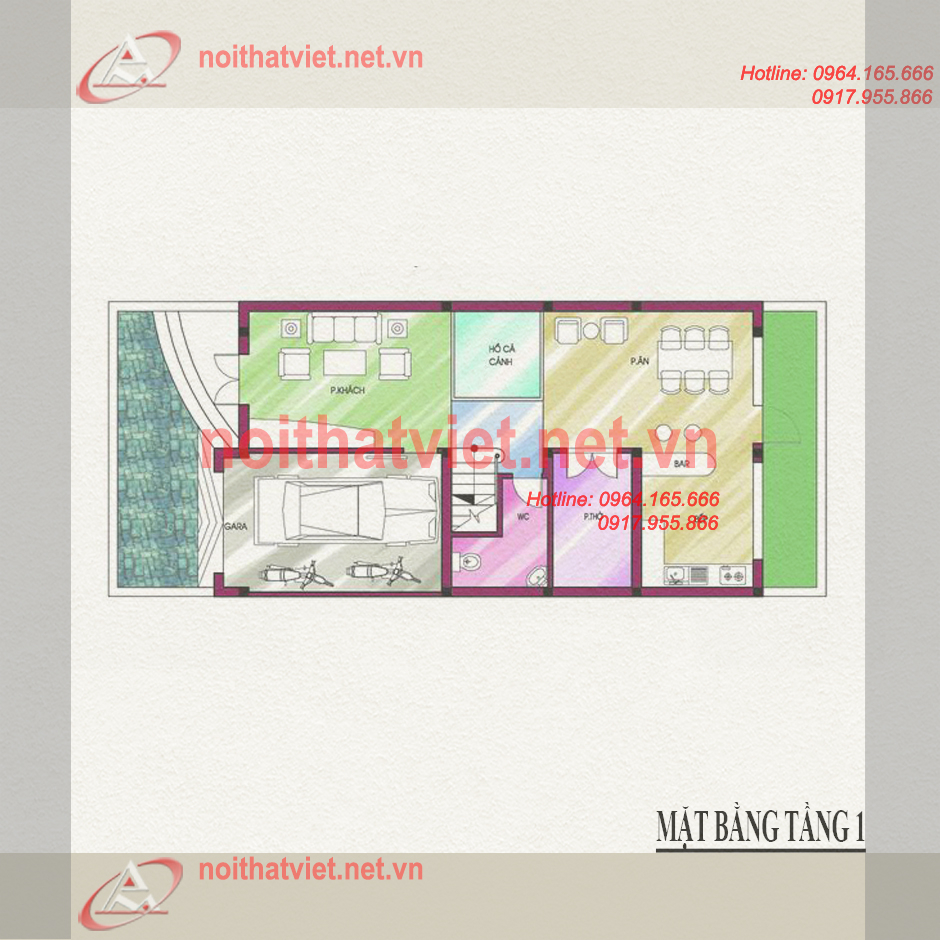 noithatviet.net.vn
Hotline: 0964.165.666
0917.955.866
HỒ CÁ
CẢNH
P.ĂN
P.KHÁCH
noithatviet.net.vn
BAR
Hotline: 0964.165.666
GARA
WC
P.THỜ
0917.955.866
MẶT BẰNG TẦNG 1
noithatviet.net.vn